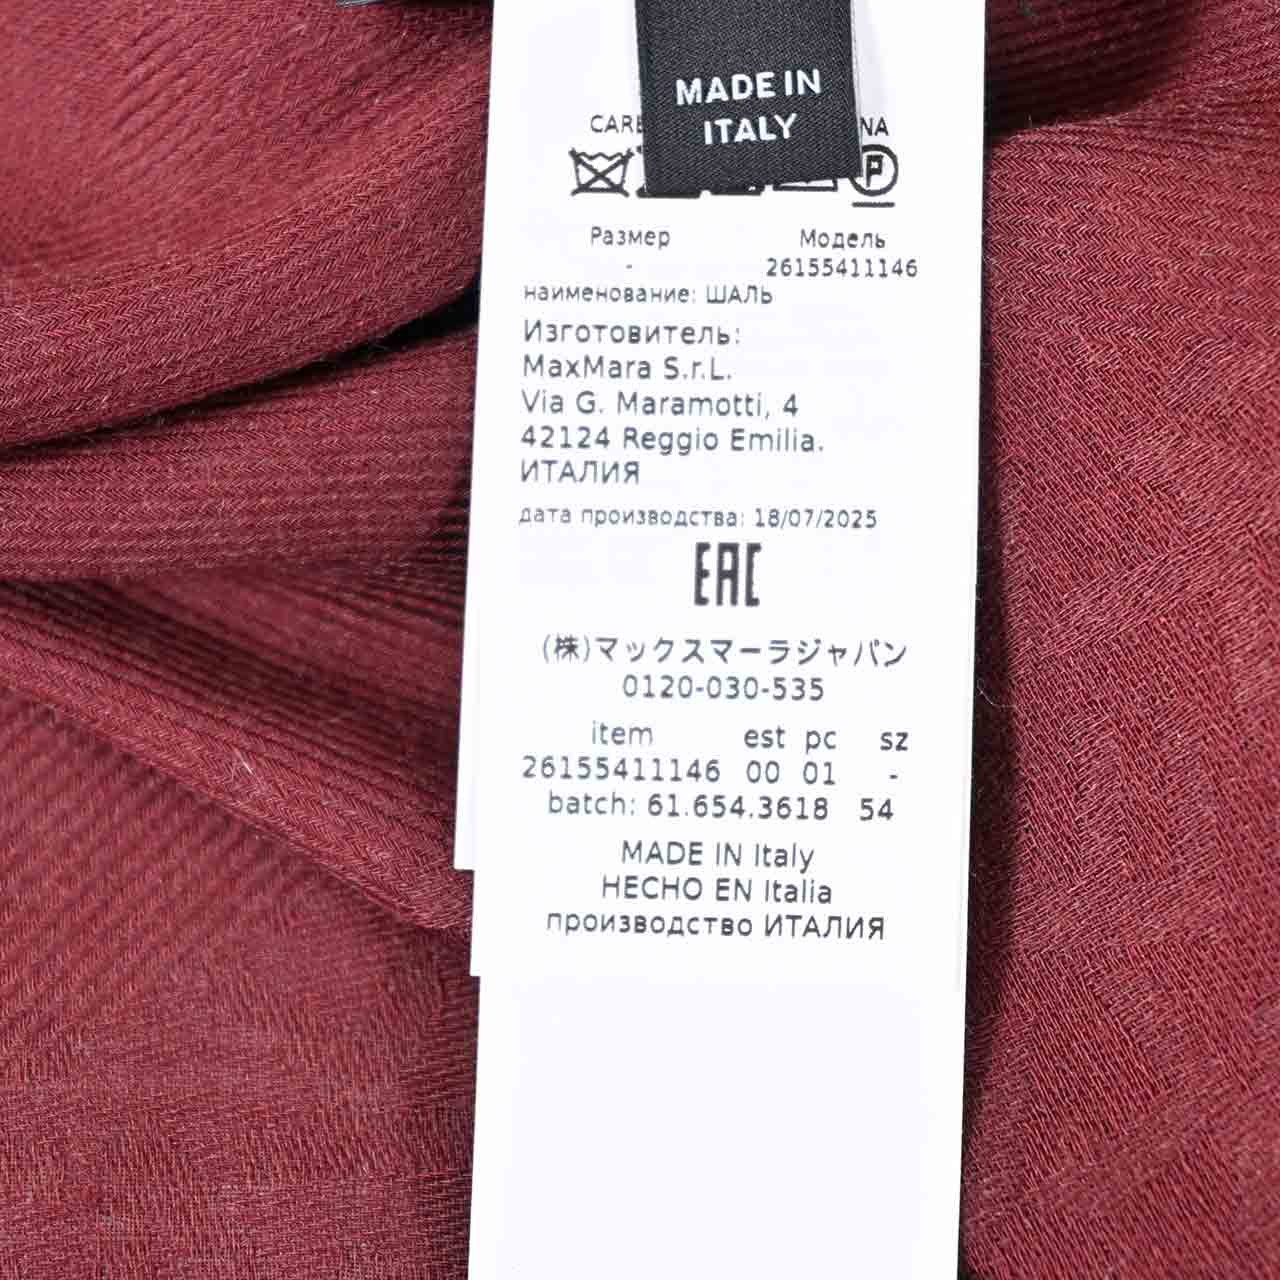 MADE IN
ITALY
Размер Модель
- 26155411146
наименование: ШАЛЬ
Изготовитель:
MaxMara S.r.L.
Via G. Maramotti, 4
42124 Reggio Emilia.
ИТАЛИЯ
дата производства: 18/07/2025
EAC
(株)マックスマーラジャパン
0120-030-535
item est pc sz
26155411146 00 01 -
batch: 61.654.3618 54
MADE IN Italy
HECHO EN Italia
производство ИТАЛИЯ